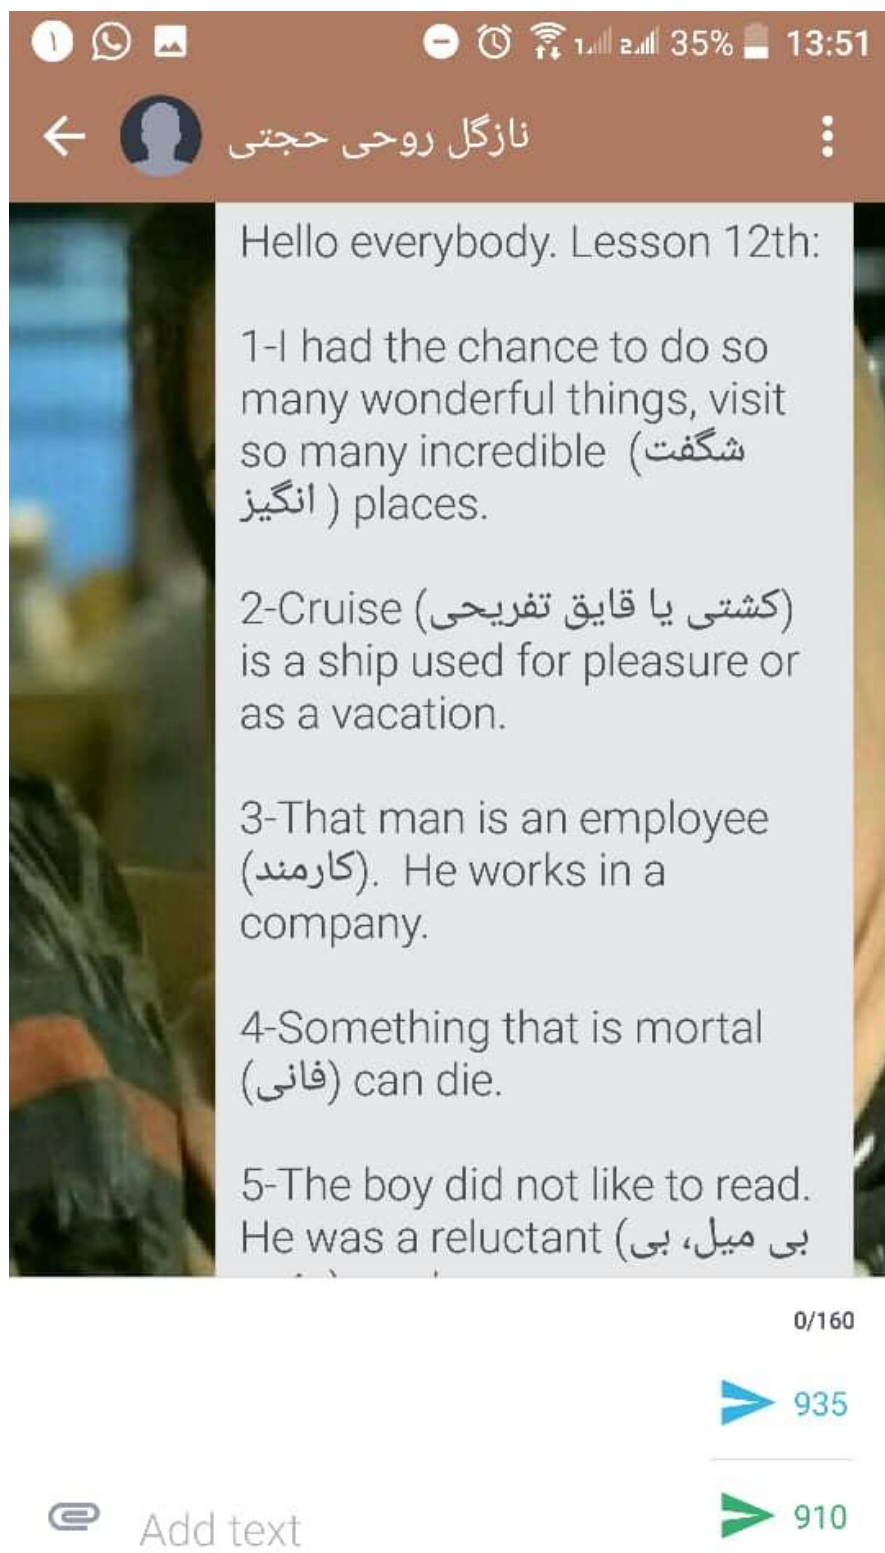 ۱
1 2 35% 13:51
نازگل روحی حجتی
Hello everybody. Lesson 12th:
1-I had the chance to do so
many wonderful things, visit
so many incredible (شگفت
انگیز ) places.
2-Cruise (کشتی یا قایق تفریحی)
is a ship used for pleasure or
as a vacation.
3-That man is an employee
(کارمند). He works in a
company.
4-Something that is mortal
(فانی) can die.
5-The boy did not like to read.
He was a reluctant (بی میل، بی
0/160
935
910
Add text